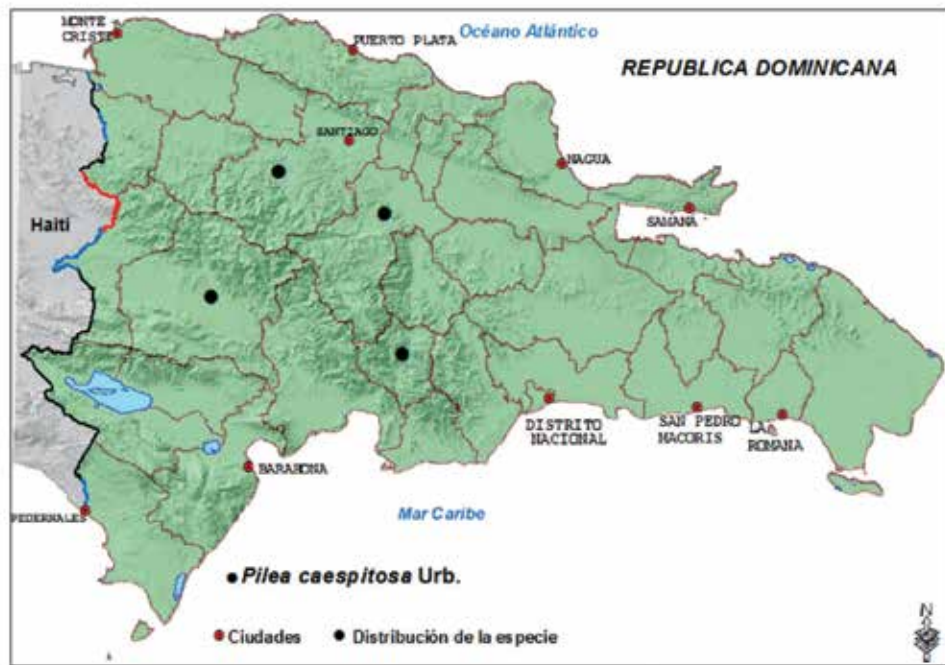 MONTE
CRISTI
PUERTO PLATA
Océano Atlántico
REPUBLICA DOMINICANA
SANTIAGO
NAGUA
SAMANA
Haiti
DISTRITO
NACIONAL
SAN PEDRO
MACORIS
LA
ROMANA
BARAHONA
PEDERNALES
Mar Caribe
Pilea caespitosa Urb.
Ciudades
Distribución de la especie
N